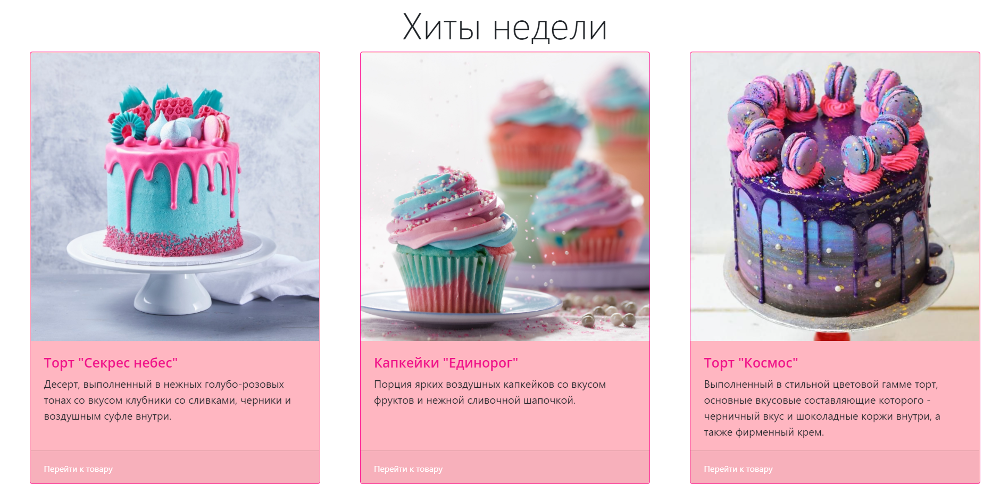 Хиты недели
Торт "Секрес небес"
Десерт, выполненный в нежных голубо-розовых
тонах со вкусом клубники со сливками, черники и
воздушным суфле внутри.
Перейти к товару
Капкейки "Единорог"
Порция ярких воздушных капкейков со вкусом
фруктов и нежной сливочной шапочкой.
Перейти к товару
Торт "Космос"
Выполненный в стильной цветовой гамме торт,
основные вкусовые составляющие которого -
черничный вкус и шоколадные коржи внутри, а
также фирменный крем.
Перейти к товару